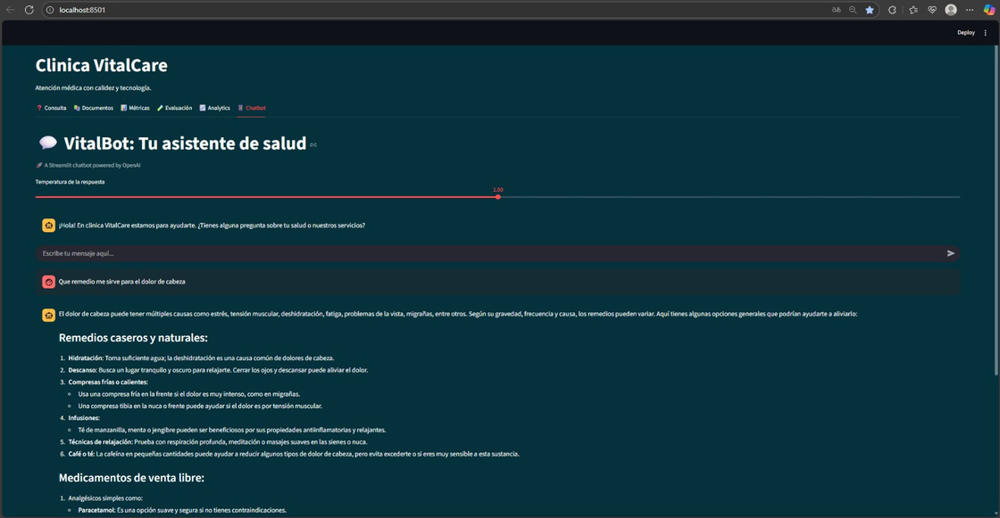 localhost:8501
Deploy
Clinica VitalCare
Atención médica con calidez y tecnología.
Consulta Documentos Métricas Evaluación Analytics Chatbot
VitalBot: Tu asistente de salud
A Streamlit chatbot powered by OpenAI
Temperatura de la respuesta
1.00
¡Hola! En clinica VitalCare estamos para ayudarte. ¿Tienes alguna pregunta sobre tu salud o nuestros servicios?
Escribe tu mensaje aquí...
Que remedio me sirve para el dolor de cabeza
El dolor de cabeza puede tener múltiples causas como estrés, tensión muscular, deshidratación, fatiga, problemas de la vista, migrañas, entre otros. Según su gravedad, frecuencia y causa, los remedios pueden variar. Aquí tienes algunas opciones generales que podrían ayudarte a aliviarlo:
Remedios caseros y naturales:
1. Hidratación: Toma suficiente agua; la deshidratación es una causa común de dolores de cabeza.
2. Descanso: Busca un lugar tranquilo y oscuro para relajarte. Cerrar los ojos y descansar puede aliviar el dolor.
3. Compresas frías o calientes:
Usa una compresa fría en la frente si el dolor es muy intenso, como en migrañas.
Una compresa tibia en la nuca o frente puede ayudar si el dolor es por tensión muscular.
4. Infusiones:
Té de manzanilla, menta o jengibre pueden ser beneficiosos por sus propiedades antiinflamatorias y relajantes.
5. Técnicas de relajación: Prueba con respiración profunda, meditación o masajes suaves en las sienes o nuca.
6. Café o té: La cafeína en pequeñas cantidades puede ayudar a reducir algunos tipos de dolor de cabeza, pero evita excederte o si eres muy sensible a esta sustancia.
Medicamentos de venta libre:
1. Analgésicos simples como:
Paracetamol: Es una opción suave y segura si no tienes contraindicaciones.